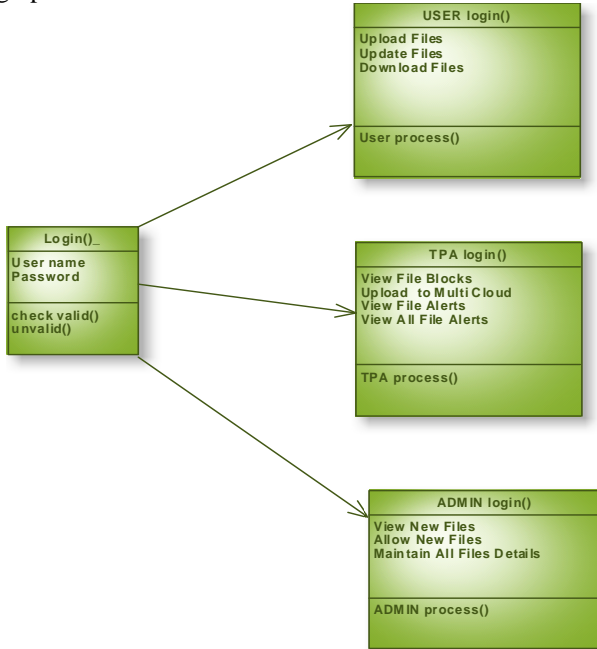 USER login()
Upload Files
Update Files
Download Files
User process()
Login()_
User name
Password
check valid()
unvalid()
TPA login()
View File Blocks
Upload to Multi Cloud
View File Alerts
View All File Alerts
TPA process()
ADMIN login()
View New Files
Allow New Files
Maintain All Files Details
ADMIN process()